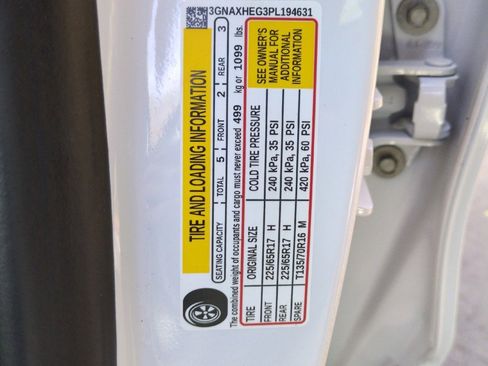 3GNAXHEG3PL194631
TIRE AND LOADING INFORMATION
SEATING CAPACITY TOTAL 5 FRONT 2 REAR 3
The combined weight of occupants and cargo must never exceed 499 kg or 1099 lbs.
TIRE ORIGINAL SIZE COLD TIRE PRESSURE
FRONT 225/65R17 H 240 kPa, 35 PSI
REAR 225/65R17 H 240 kPa, 35 PSI
SPARE T135/70R16 M 420 kPa, 60 PSI
SEE OWNER'S
MANUAL FOR
ADDITIONAL
INFORMATION